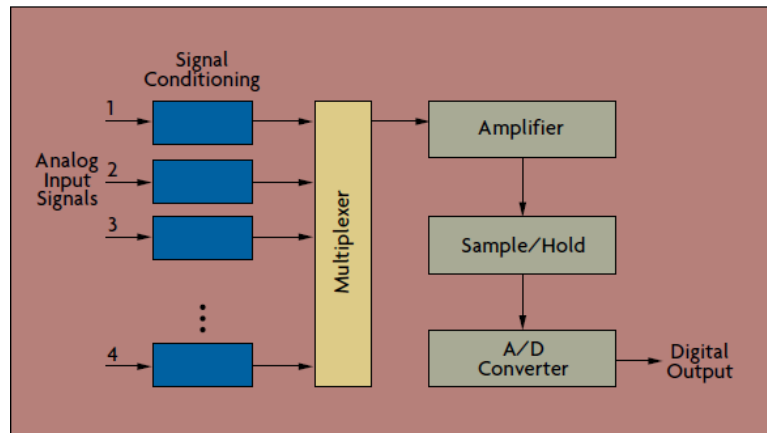 Signal
Conditioning
1
Analog
Input
Signals
2
3
4
Multiplexer
Amplifier
Sample/Hold
A/D
Converter
Digital
Output